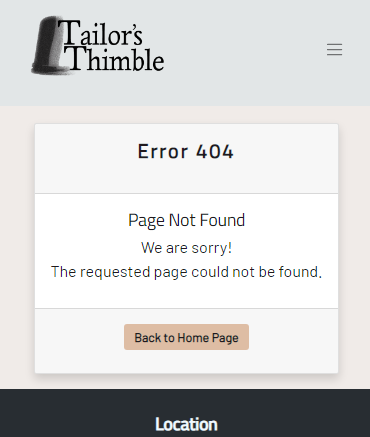 Tailor's
Thimble
Error 404
Page Not Found
We are sorry!
The requested page could not be found.
Back to Home Page
Location